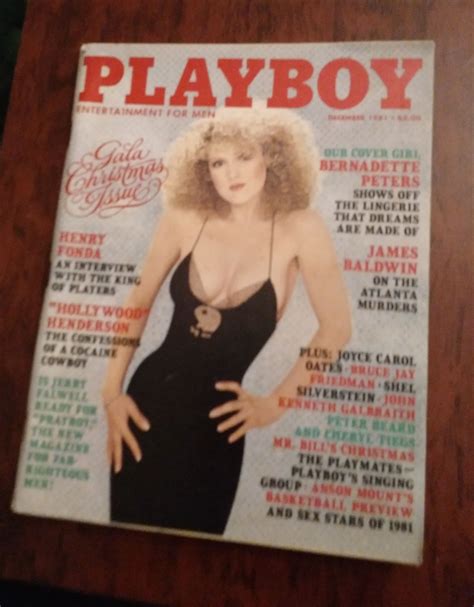 PLAYBOY
ENTERTAINMENT FOR MEN
DECEMBER 1981 •
Gala
Christmas
Issue
OUR COVER GIRL
BERNADETTE
PETERS
SHOWS OFF
THE LINGERIE
THAT DREAMS
ARE MADE OF
HENRY
FONDA
AN INTERVIEW
WITH THE KING
OF PLAYERS
JAMES
BALDWIN
ON THE
ATLANTA
MURDERS
"HOLLYWOOD"
HENDERSON
THE CONFESSIONS
OF A COCAINE
COWBOY
IS JERRY
FALWELL
READY FOR
"PRAYBOY,"
THE NEW
MAGAZINE
FOR FAR-
RIGHTEOUS
MEN?
PLUS: JOYCE CAROL
OATES • BRUCE JAY
FRIEDMAN • SHEL
SILVERSTEIN • JOHN
KENNETH GALBRAITH
PETER BEARD
AND CHERYL TIEGS
MR. BILL'S CHRISTMAS
THE PLAYMATES—
PLAYBOY'S SINGING
GROUP • ANSON MOUNT'S
BASKETBALL PREVIEW
AND SEX STARS OF 1981